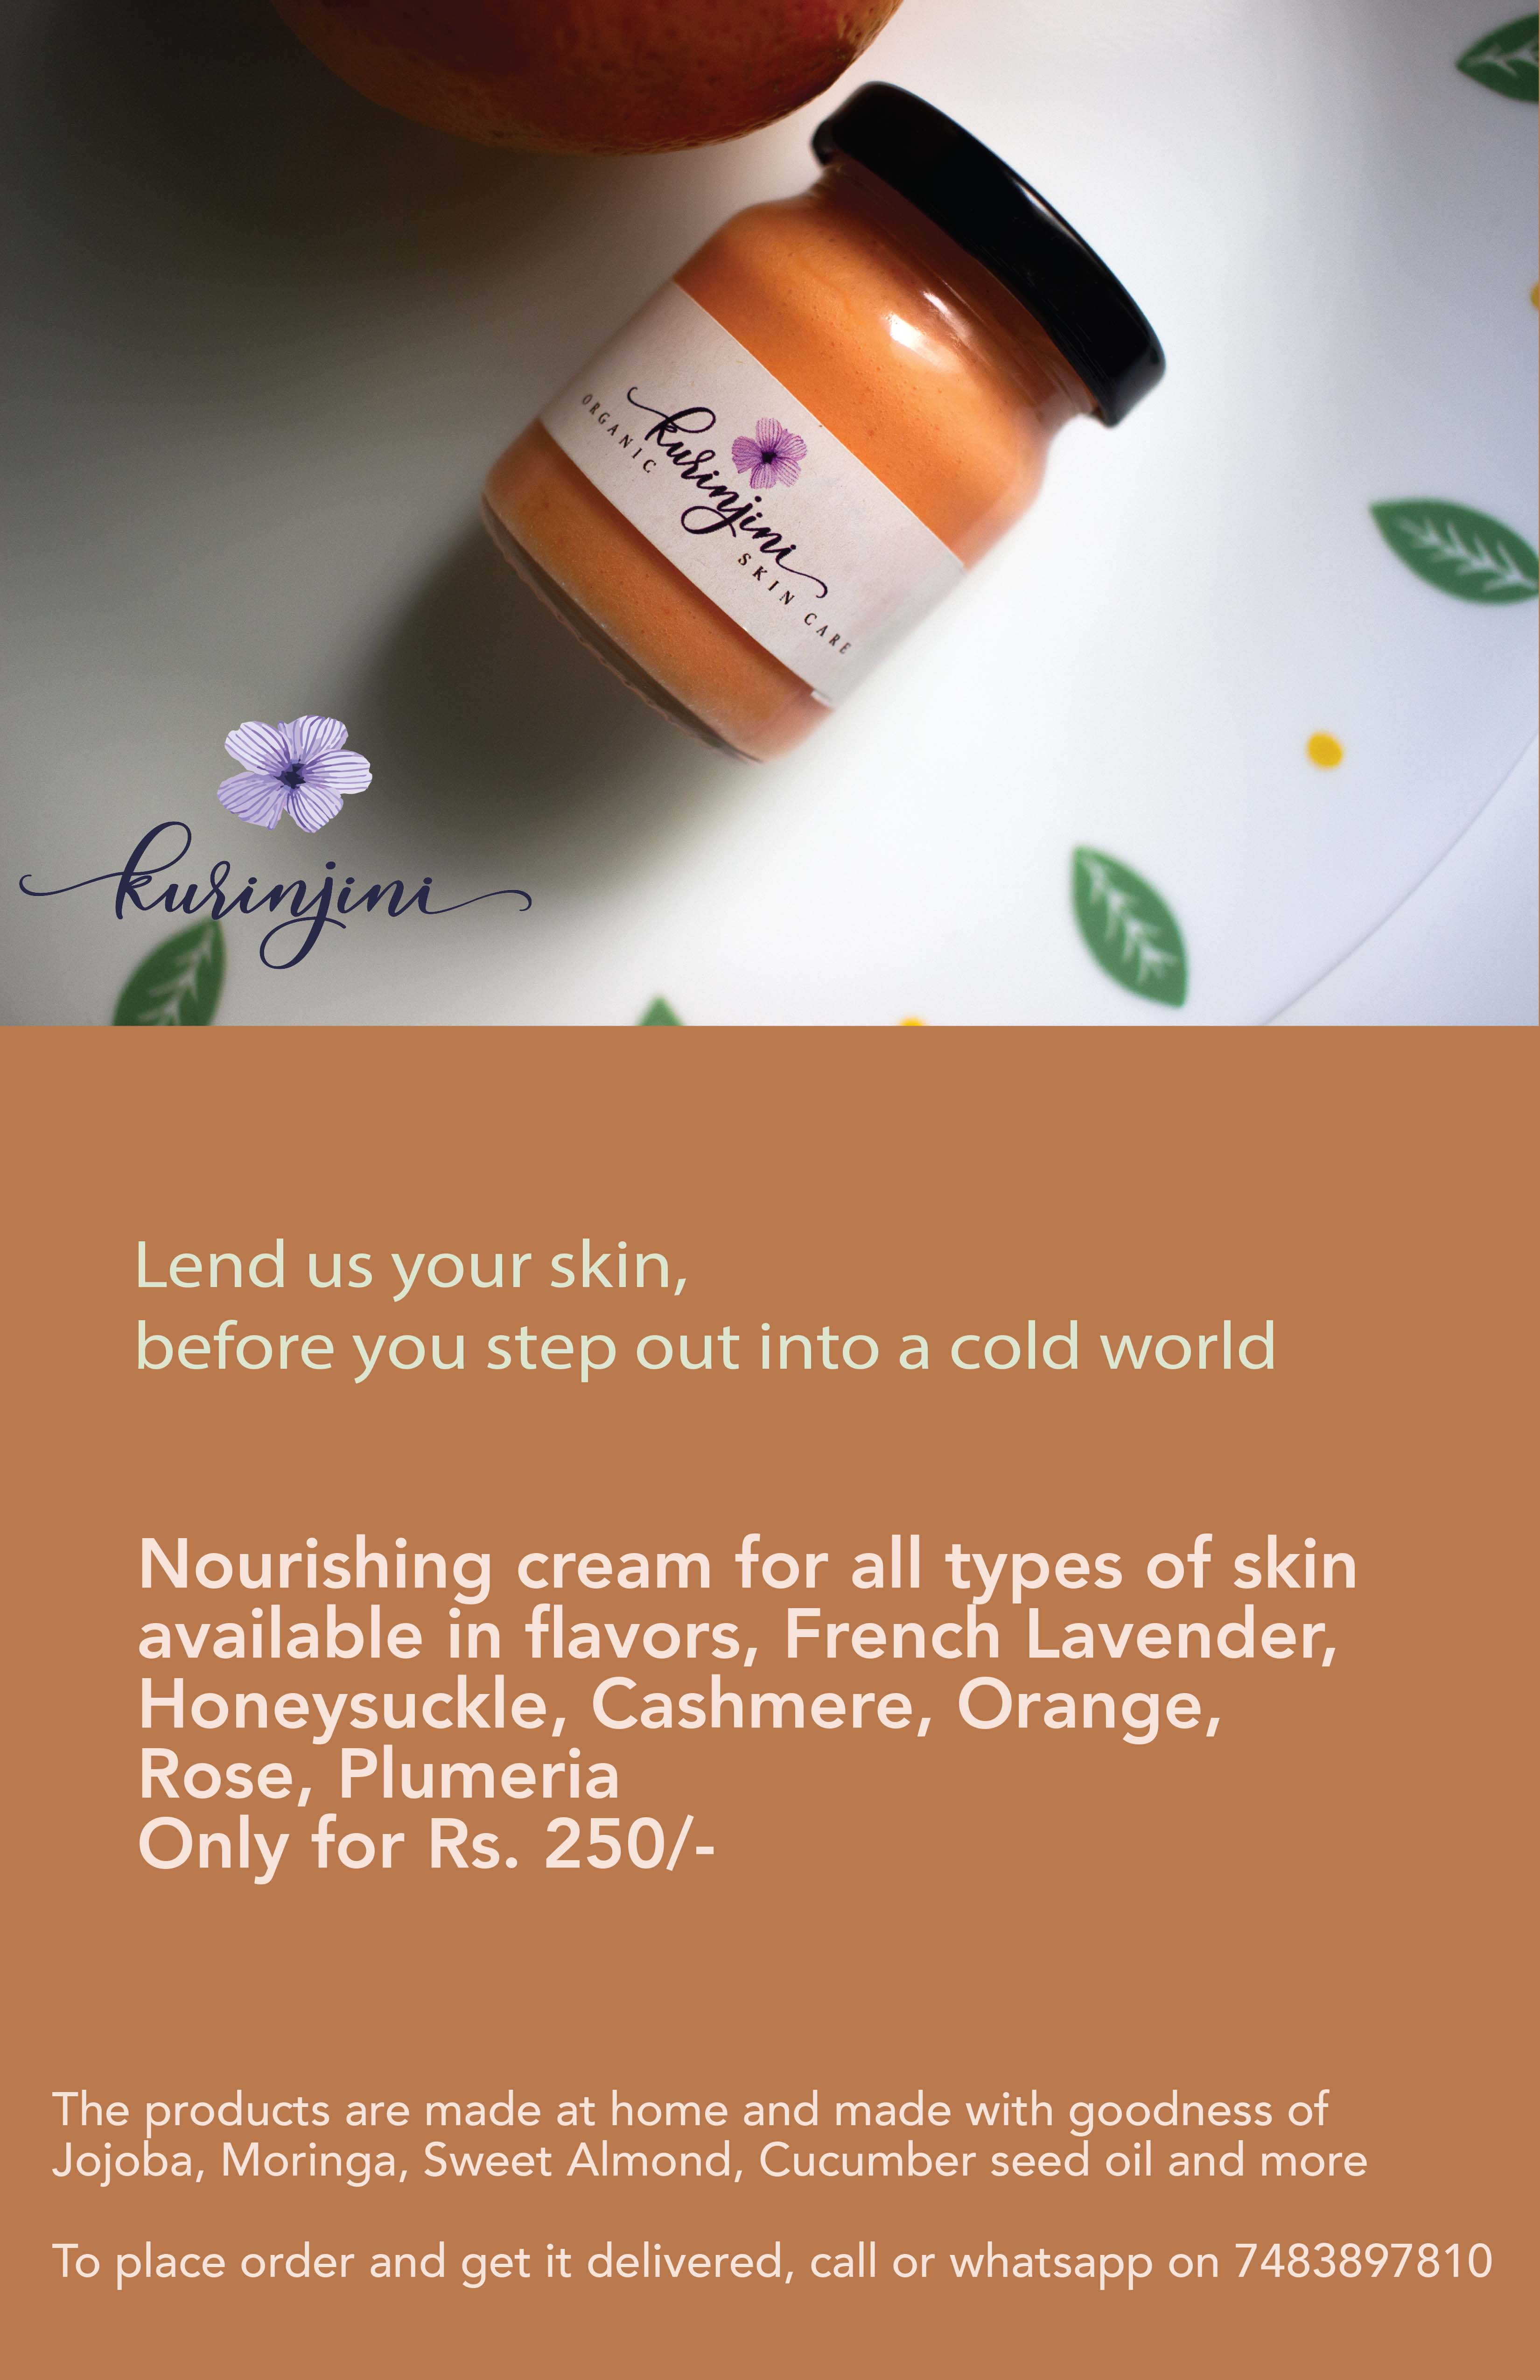 ORGANIC
kurinjini
SKIN CARE
kurinjini
Lend us your skin,
before you step out into a cold world
Nourishing cream for all types of skin
available in flavors, French Lavender,
Honeysuckle, Cashmere, Orange,
Rose, Plumeria
Only for Rs. 250/-
The products are made at home and made with goodness of
Jojoba, Moringa, Sweet Almond, Cucumber seed oil and more
To place order and get it delivered, call or whatsapp on 7483897810